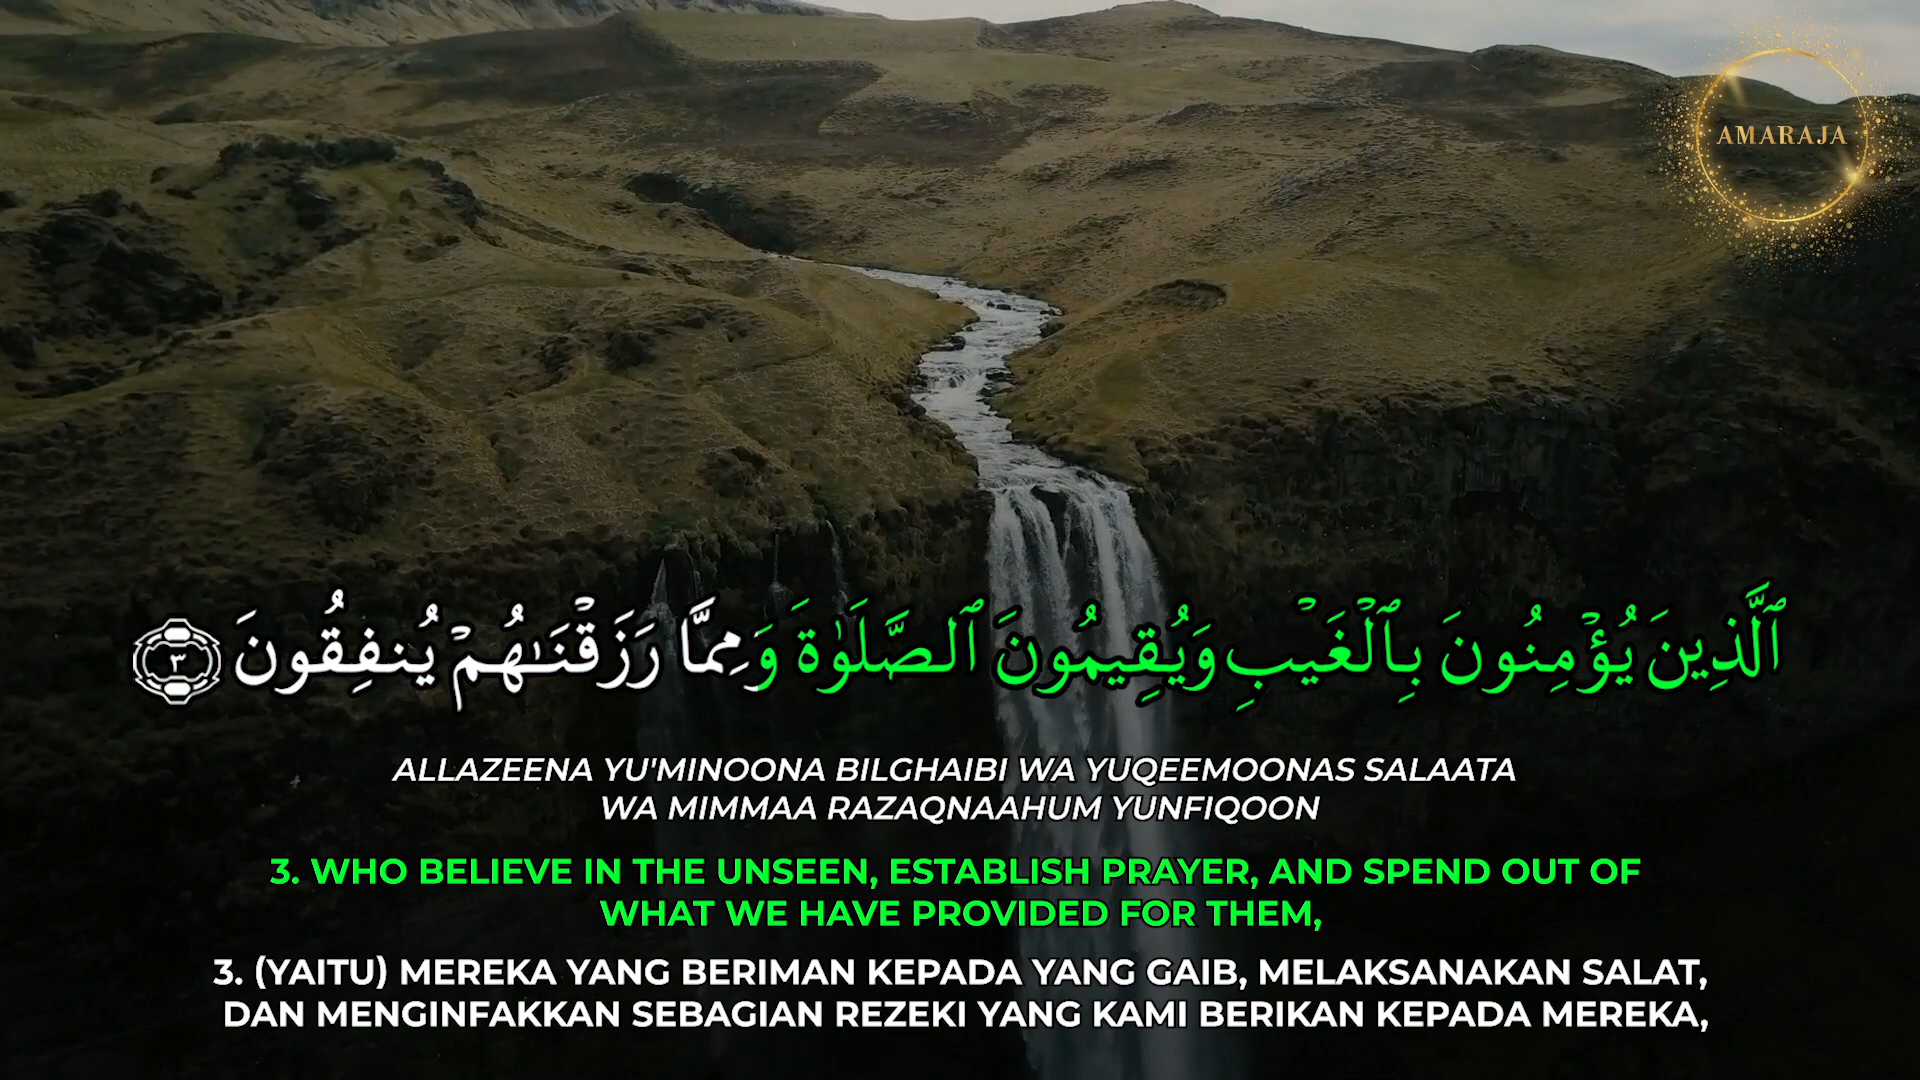 AMARAJA
ٱلَّذِينَ يُؤْمِنُونَ بِٱلْغَيْبِ وَيُقِيمُونَ ٱلصَّلَوٰةَ وَمِمَّا رَزَقْنَـٰهُمْ يُنفِقُونَ ٣
ALLAZEENA YU'MINOONA BILGHAIBI WA YUQEEMOONAS SALAATA
WA MIMMAA RAZAQNAAHUM YUNFIQOON
3. WHO BELIEVE IN THE UNSEEN, ESTABLISH PRAYER, AND SPEND OUT OF
WHAT WE HAVE PROVIDED FOR THEM,
3. (YAITU) MEREKA YANG BERIMAN KEPADA YANG GAIB, MELAKSANAKAN SALAT,
DAN MENGINFAKKAN SEBAGIAN REZEKI YANG KAMI BERIKAN KEPADA MEREKA,